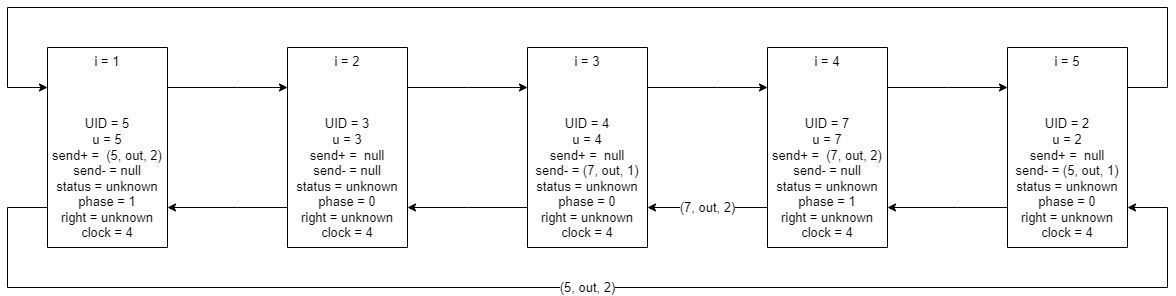 i = 1
UID = 5
u = 5
send+ = (5, out, 2)
send- = null
status = unknown
phase = 1
right = unknown
clock = 4
i = 2
UID = 3
u = 3
send+ = null
send- = null
status = unknown
phase = 0
right = unknown
clock = 4
i = 3
UID = 4
u = 4
send+ = null
send- = (7, out, 1)
status = unknown
phase = 0
right = unknown
clock = 4
(7, out, 2)
i = 4
UID = 7
u = 7
send+ = (7, out, 2)
send- = null
status = unknown
phase = 1
right = unknown
clock = 4
i = 5
UID = 2
u = 2
send+ = null
send- = (5, out, 1)
status = unknown
phase = 0
right = unknown
clock = 4
(5, out, 2)